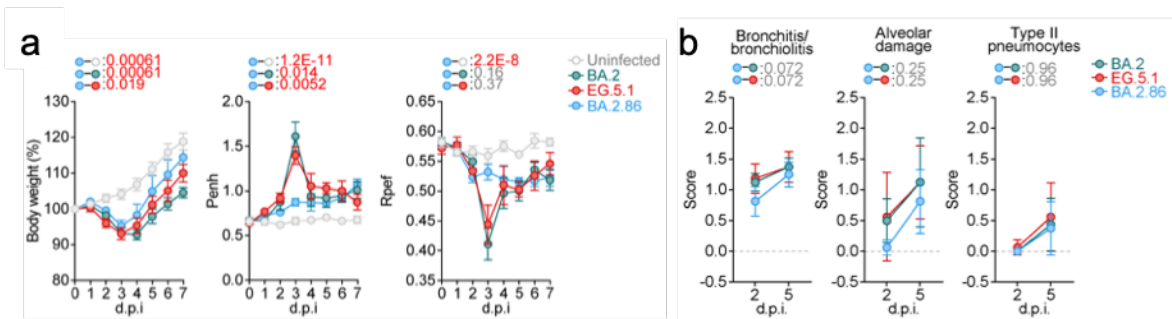 a
:0.00061
:0.00061
:0.019
130
120
110
100
90
80
Body weight (%)
0 1 2 3 4 5 6 7
d.p.i
:1.2E-11
:0.014
:0.0052
2.0
1.5
1.0
0.5
0.0
Penh
0 1 2 3 4 5 6 7
d.p.i
:2.2E-8
:0.16
:0.37
0.65
0.60
0.55
0.50
0.45
0.40
0.35
Rpef
0 1 2 3 4 5 6 7
d.p.i
Uninfected
BA.2
EG.5.1
BA.2.86
b
Bronchitis/
bronchiolitis
:0.072
:0.072
2.5
2.0
1.5
1.0
0.5
0.0
-0.5
Score
2 5
d.p.i.
Alveolar
damage
:0.25
:0.25
2.5
2.0
1.5
1.0
0.5
0.0
-0.5
Score
2 5
d.p.i.
Type II
pneumocytes
:0.96
:0.96
2.5
2.0
1.5
1.0
0.5
0.0
-0.5
Score
2 5
d.p.i.
BA.2
EG.5.1
BA.2.86